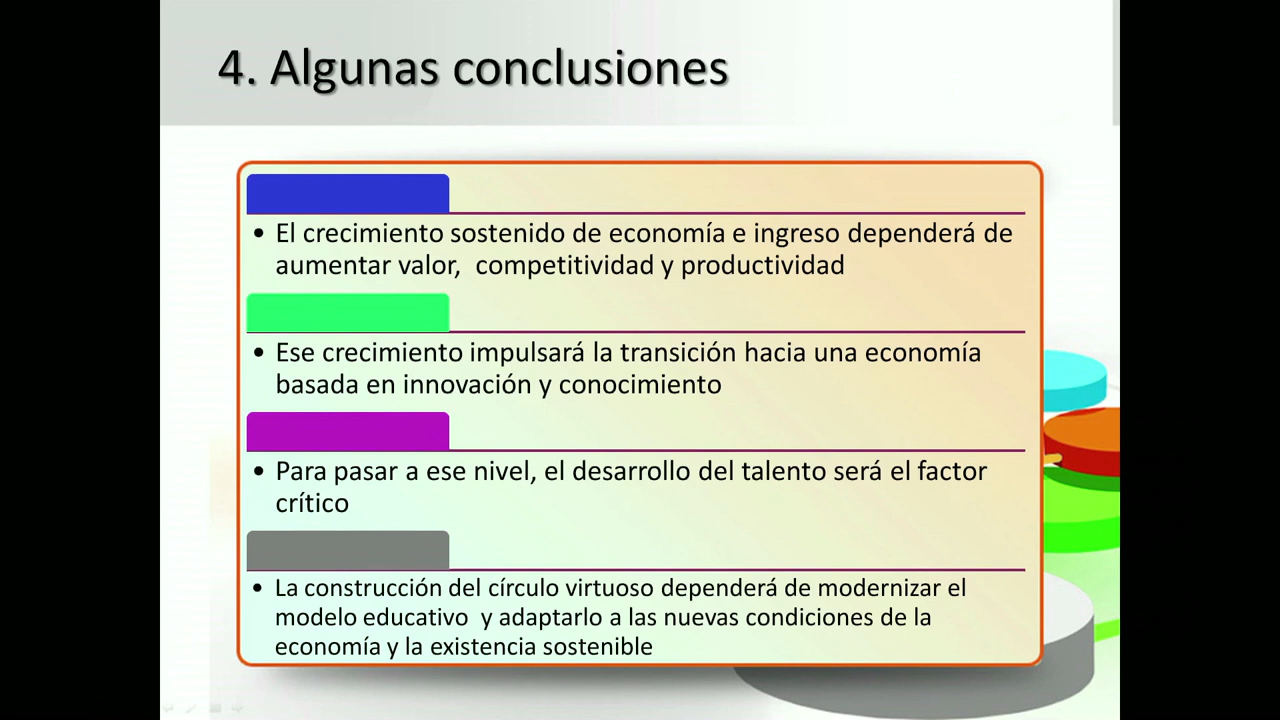 4. Algunas conclusiones
• El crecimiento sostenido de economía e ingreso dependerá de
aumentar valor,  competitividad y productividad
• Ese crecimiento impulsará la transición hacia una economía
basada en innovación y conocimiento
• Para pasar a ese nivel, el desarrollo del talento será el factor
crítico
• La construcción del círculo virtuoso dependerá de modernizar el
modelo educativo  y adaptarlo a las nuevas condiciones de la
economía y la existencia sostenible